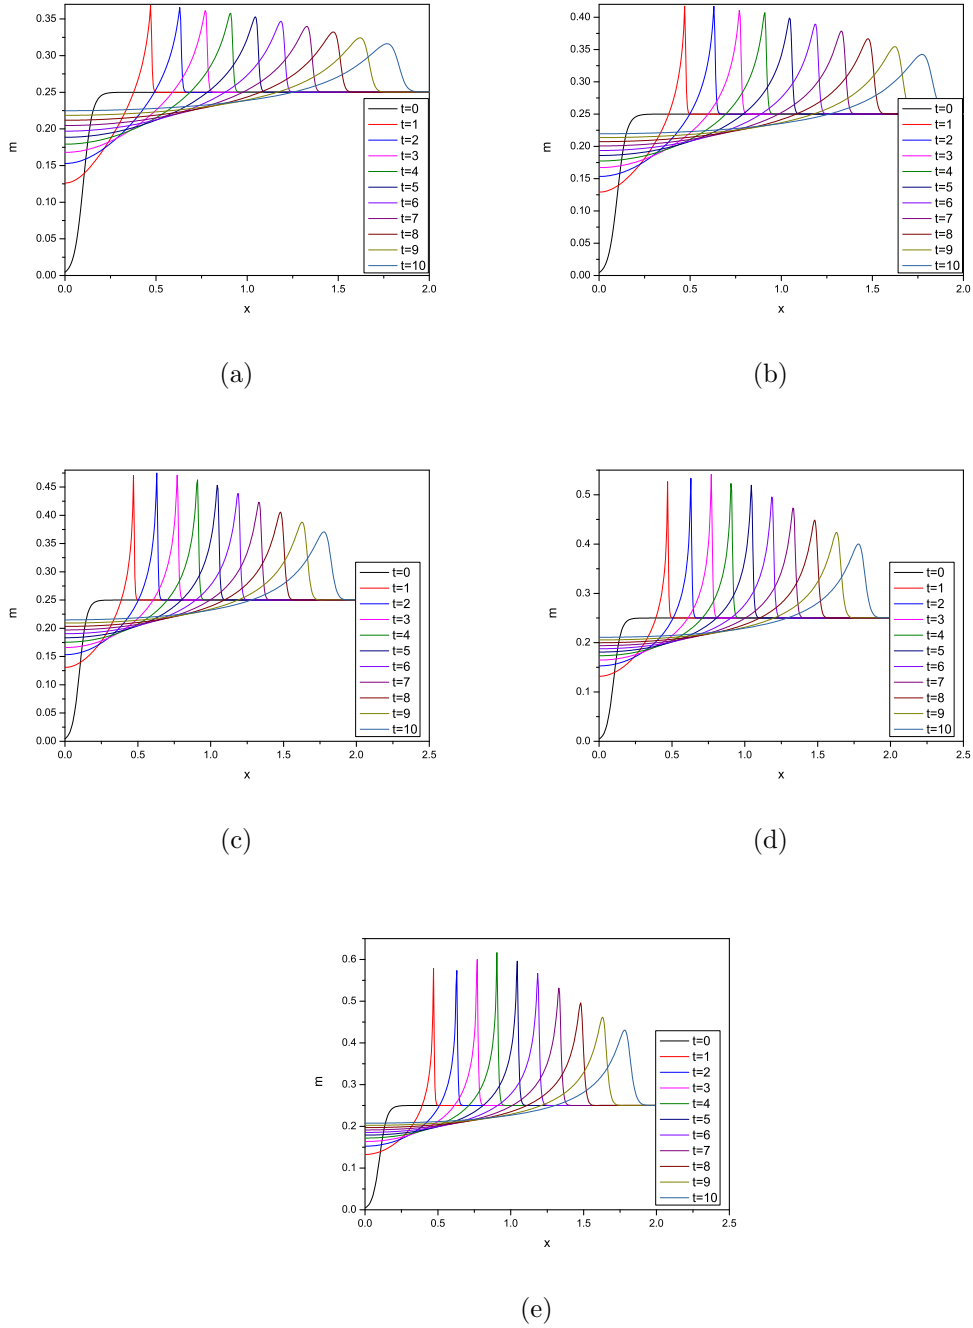 0.35
0.30
0.25
0.20
0.15
0.10
0.05
0.00
m
0.0 0.5 1.0 1.5 2.0
x
t=0
t=1
t=2
t=3
t=4
t=5
t=6
t=7
t=8
t=9
t=10
(a)
0.40
0.35
0.30
0.25
0.20
0.15
0.10
0.05
0.00
m
0.0 0.5 1.0 1.5 2.0
x
t=0
t=1
t=2
t=3
t=4
t=5
t=6
t=7
t=8
t=9
t=10
(b)
0.45
0.40
0.35
0.30
0.25
0.20
0.15
0.10
0.05
0.00
m
0.0 0.5 1.0 1.5 2.0 2.5
x
t=0
t=1
t=2
t=3
t=4
t=5
t=6
t=7
t=8
t=9
t=10
(c)
0.5
0.4
0.3
0.2
0.1
0.0
m
0.0 0.5 1.0 1.5 2.0 2.5
x
t=0
t=1
t=2
t=3
t=4
t=5
t=6
t=7
t=8
t=9
t=10
(d)
0.6
0.5
0.4
0.3
0.2
0.1
0.0
m
0.0 0.5 1.0 1.5 2.0 2.5
x
t=0
t=1
t=2
t=3
t=4
t=5
t=6
t=7
t=8
t=9
t=10
(e)